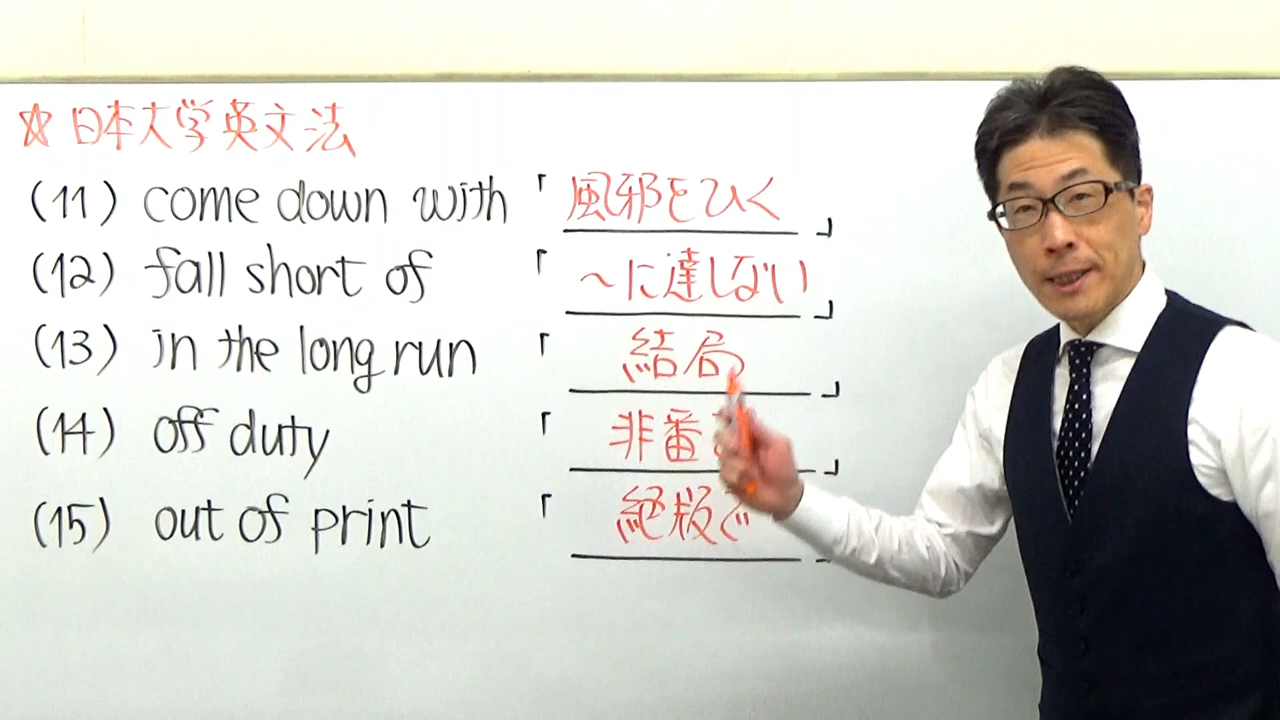 ☆日本大学英文法
(11) come down with 「風邪をひく」
(12) fall short of 「～に達しない」
(13) in the long run 「結局」
(14) off duty 「非番で」
(15) out of print 「絶版で